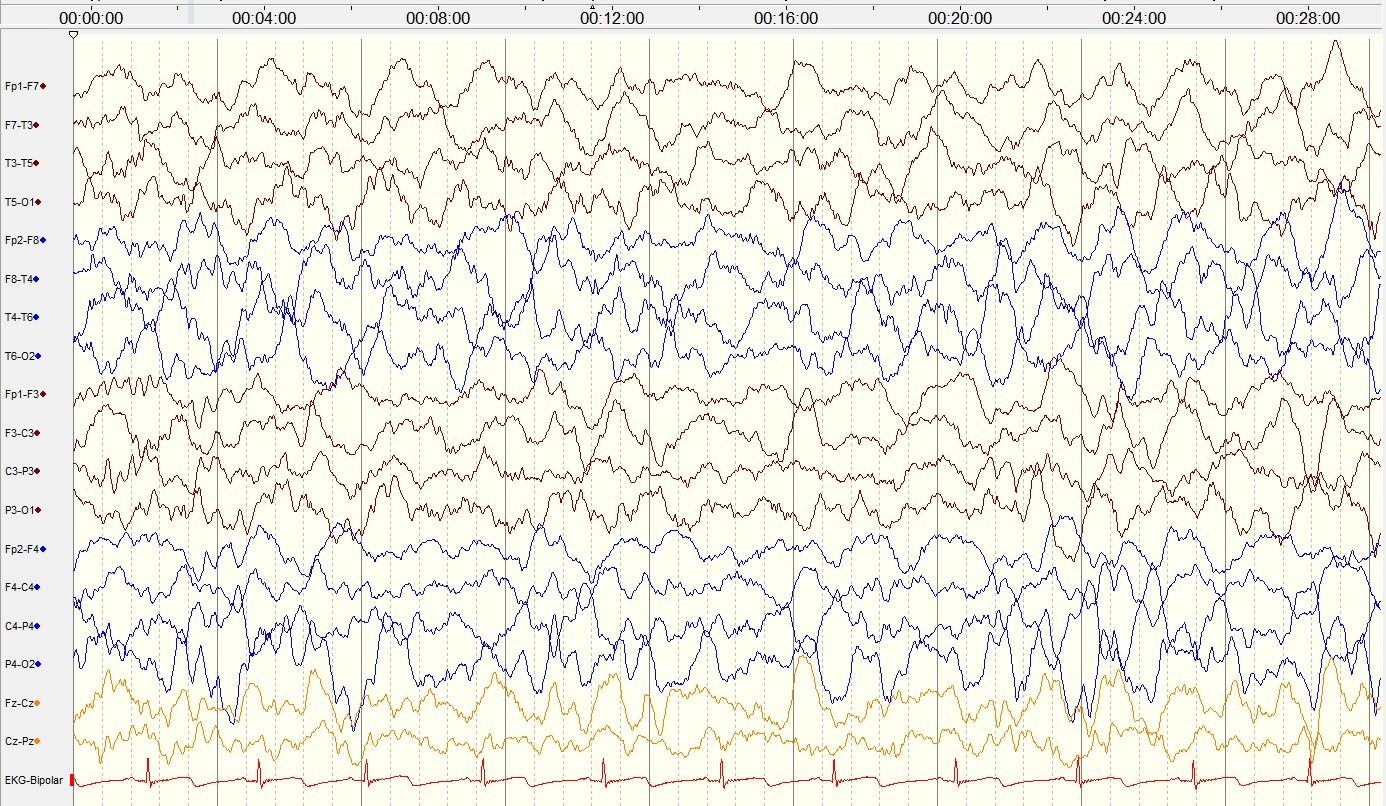 00:00:00 00:04:00 00:08:00 00:12:00 00:16:00 00:20:00 00:24:00 00:28:00
Fp1-F7
F7-T3
T3-T5
T5-O1
Fp2-F8
F8-T4
T4-T6
T6-O2
Fp1-F3
F3-C3
C3-P3
P3-O1
Fp2-F4
F4-C4
C4-P4
P4-O2
Fz-Cz
Cz-Pz
EKG-Bipolar